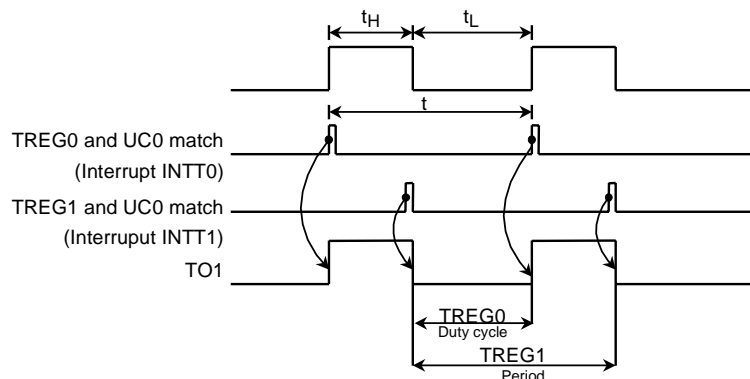 tH
tL
t
TREG0 and UC0 match
(Interrupt INTT0)
TREG1 and UC0 match
(Interruput INTT1)
TO1
TREG0
Duty cycle
TREG1
Period